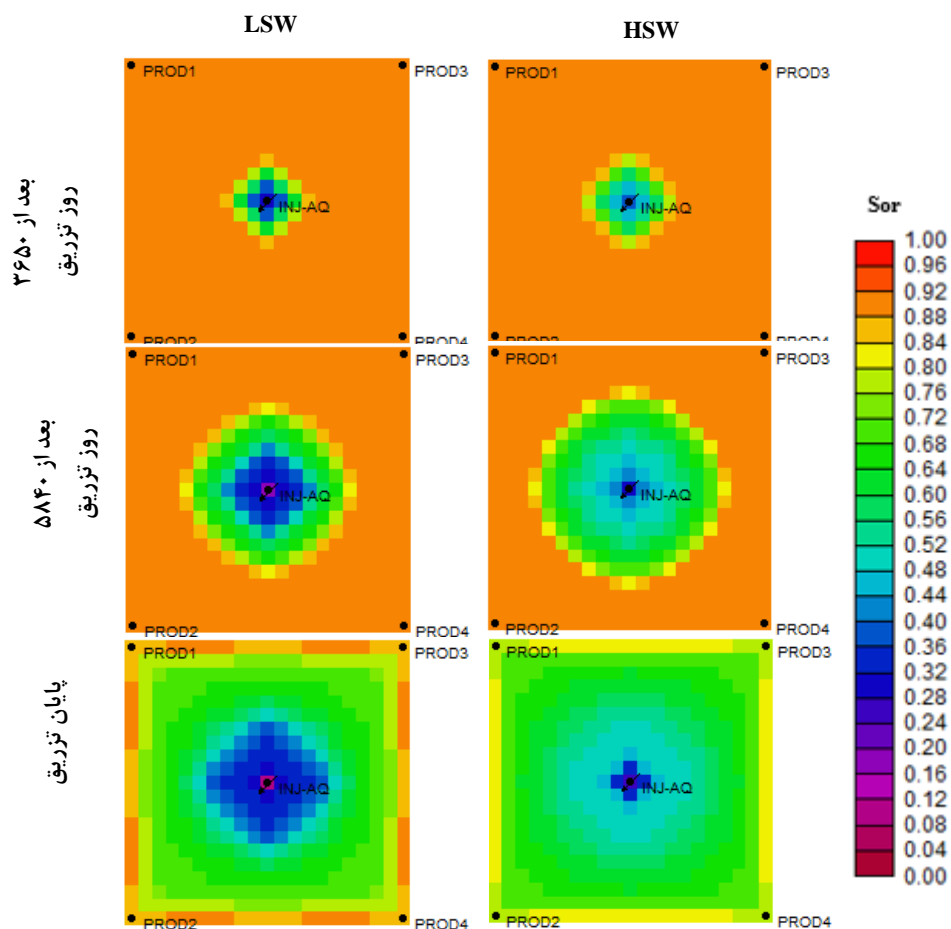 LSW
HSW
PROD1
PROD3
PROD1
PROD3
INJ-AQ
INJ-AQ
بعد از ۳۶۵۰
روز تزریق
PROD2
PROD4
PROD2
PROD4
PROD1
PROD3
PROD1
PROD3
INJ-AQ
INJ-AQ
بعد از ۵۸۴۰
روز تزریق
PROD2
PROD4
PROD2
PROD4
PROD1
PROD3
PROD1
PROD3
INJ-AQ
INJ-AQ
پایان تزریق
PROD2
PROD4
PROD2
PROD4
Sor
1.00
0.96
0.92
0.88
0.84
0.80
0.76
0.72
0.68
0.64
0.60
0.56
0.52
0.48
0.44
0.40
0.36
0.32
0.28
0.24
0.20
0.16
0.12
0.08
0.04
0.00